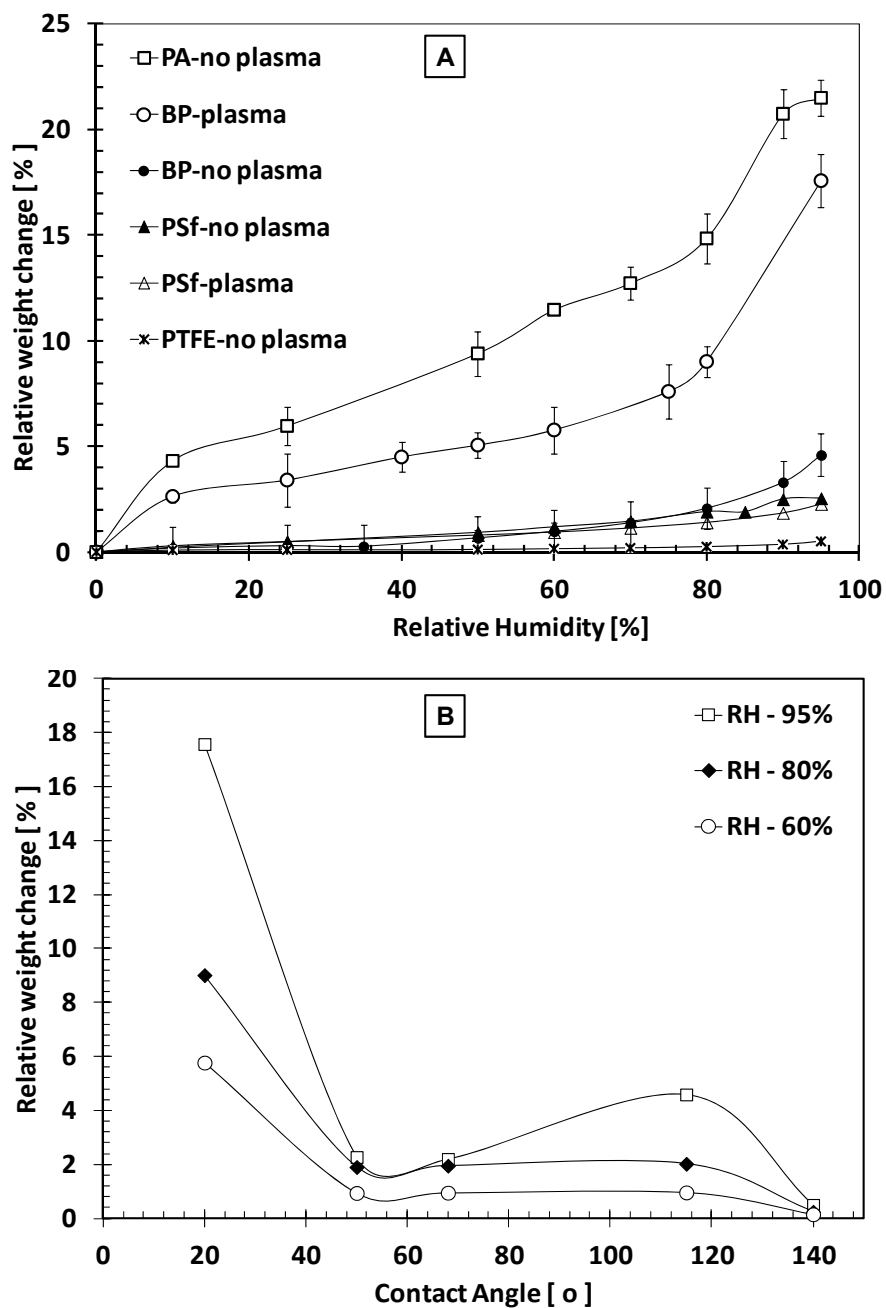 A
PA-no plasma
BP-plasma
BP-no plasma
PSf-no plasma
PSf-plasma
PTFE-no plasma
Relative weight change [ % ]
25
20
15
10
5
0
0 20 40 60 80 100
Relative Humidity [%]
B
RH - 95%
RH - 80%
RH - 60%
Relative weight change [ % ]
20
18
16
14
12
10
8
6
4
2
0
0 20 40 60 80 100 120 140
Contact Angle [ o ]